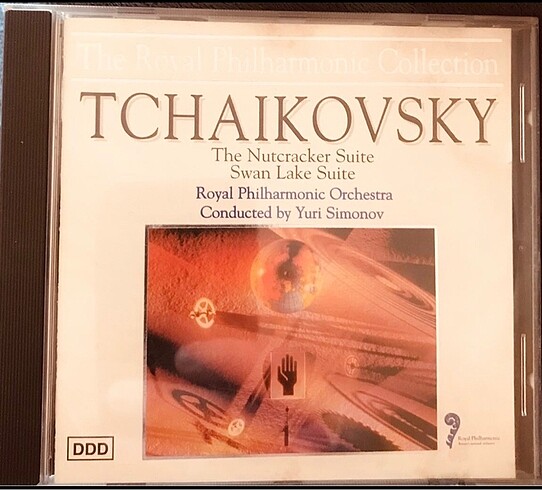 The Royal Philharmonic Collection
TCHAIKOVSKY
The Nutcracker Suite
Swan Lake Suite
Royal Philharmonic Orchestra
Conducted by Yuri Simonov
DDD
Royal Philharmonic